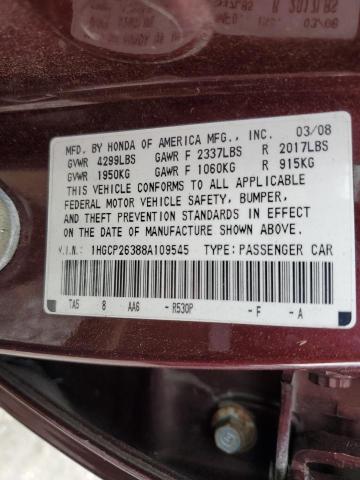 MFD. BY HONDA OF AMERICA MFG., INC. 03/08
GVWR 4299LBS GAWR F 2337LBS R 2017LBS
GVWR 1950KG GAWR F 1060KG R 915KG
THIS VEHICLE CONFORMS TO ALL APPLICABLE
FEDERAL MOTOR VEHICLE SAFETY, BUMPER,
AND THEFT PREVENTION STANDARDS IN EFFECT
ON THE DATE OF MANUFACTURE SHOWN ABOVE.
V.I.N.: 1HGCP26388A109545 TYPE: PASSENGER CAR
TA5 8 AA6 -R530P -F -A